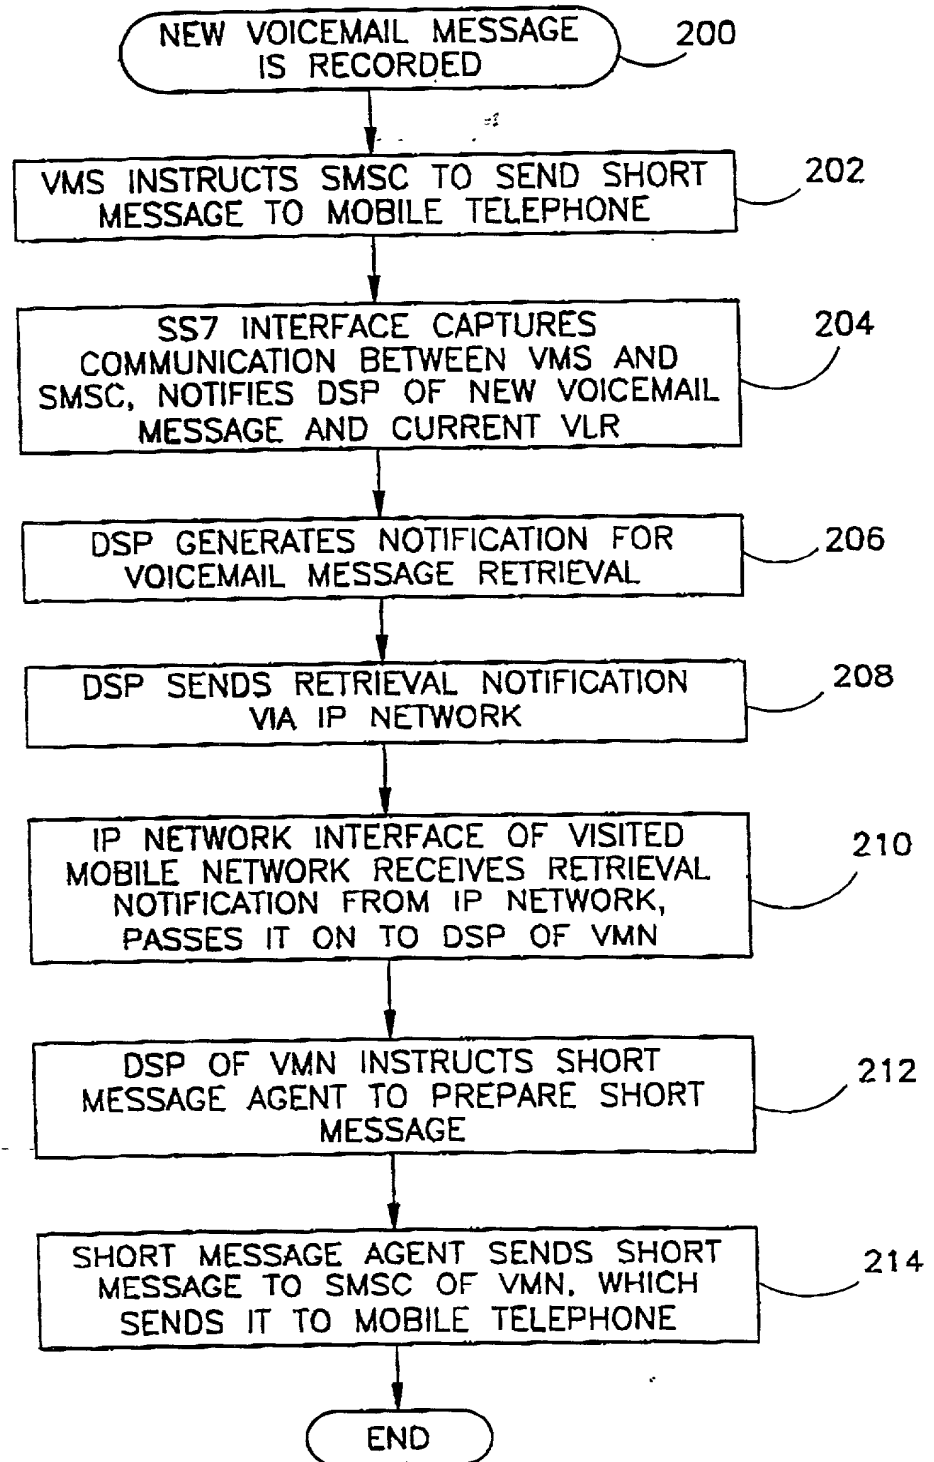 NEW VOICEMAIL MESSAGE
IS RECORDED
200
VMS INSTRUCTS SMSC TO SEND SHORT
MESSAGE TO MOBILE TELEPHONE
202
SS7 INTERFACE CAPTURES
COMMUNICATION BETWEEN VMS AND
SMSC, NOTIFIES DSP OF NEW VOICEMAIL
MESSAGE AND CURRENT VLR
204
DSP GENERATES NOTIFICATION FOR
VOICEMAIL MESSAGE RETRIEVAL
206
DSP SENDS RETRIEVAL NOTIFICATION
VIA IP NETWORK
208
IP NETWORK INTERFACE OF VISITED
MOBILE NETWORK RECEIVES RETRIEVAL
NOTIFICATION FROM IP NETWORK,
PASSES IT ON TO DSP OF VMN
210
DSP OF VMN INSTRUCTS SHORT
MESSAGE AGENT TO PREPARE SHORT
MESSAGE
212
SHORT MESSAGE AGENT SENDS SHORT
MESSAGE TO SMSC OF VMN, WHICH
SENDS IT TO MOBILE TELEPHONE
214
END